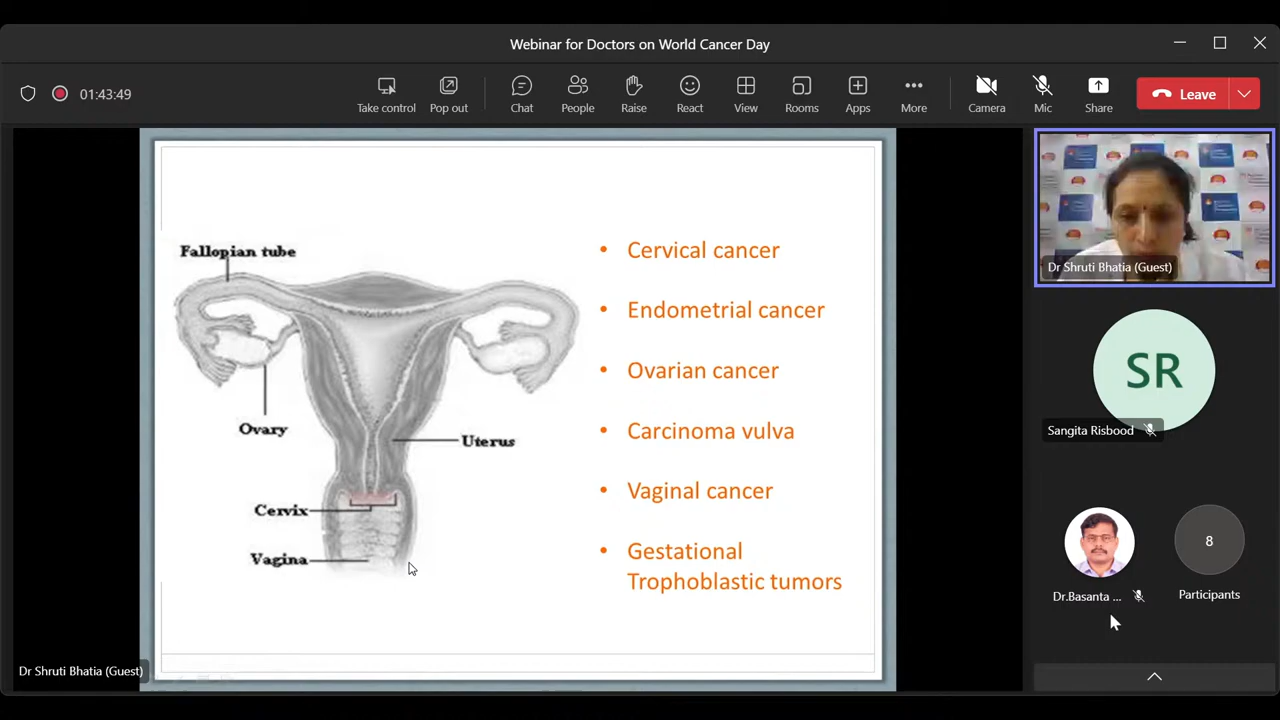 Webinar for Doctors on World Cancer Day
01:43:49
Take control
Pop out
Chat
People
Raise
React
View
Rooms
Apps
More
Camera
Mic
Share
Leave
Fallopian tube
Ovary
Uterus
Cervix
Vagina
• Cervical cancer
• Endometrial cancer
• Ovarian cancer
• Carcinoma vulva
• Vaginal cancer
• Gestational
Trophoblastic tumors
Dr Shruti Bhatia (Guest)
Dr Shruti Bhatia (Guest)
SR
Sangita Risbood
Dr.Basanta ...
8
Participants